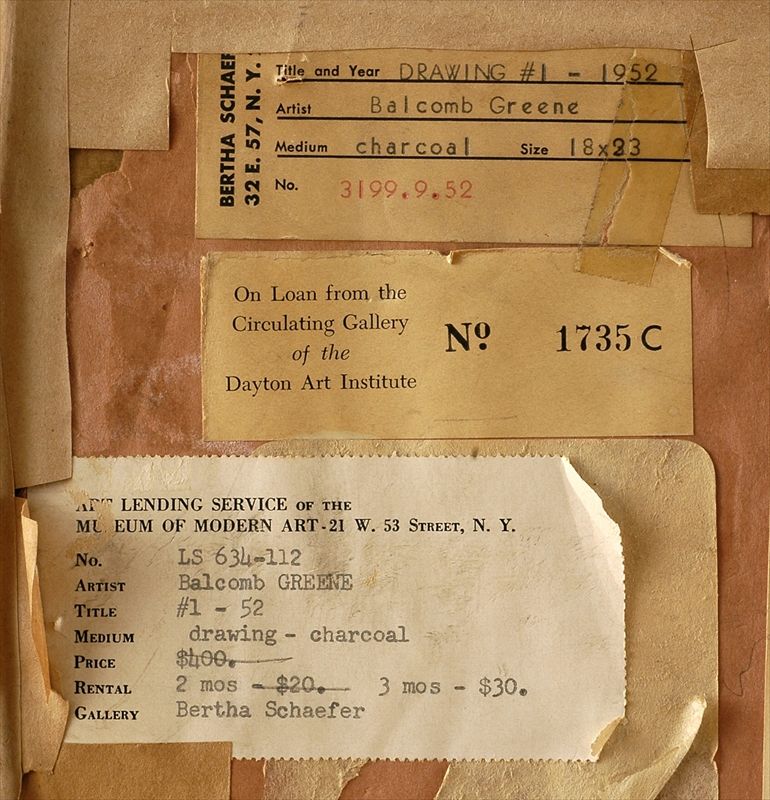 BERTHA SCHAEF
32 E. 57, N. Y.
Title and Year DRAWING #1 - 1952
Artist Balcomb Greene
Medium charcoal Size 18x23
No. 3199.9.52
On Loan from the
Circulating Gallery
of the
Dayton Art Institute
Nº 1735 C
ART LENDING SERVICE OF THE
MUSEUM OF MODERN ART-21 W. 53 STREET, N. Y.
No. LS 634-112
ARTIST Balcomb GREENE
TITLE #1 - 52
MEDIUM drawing - charcoal
PRICE $400.
RENTAL 2 mos - $20. 3 mos - $30.
GALLERY Bertha Schaefer